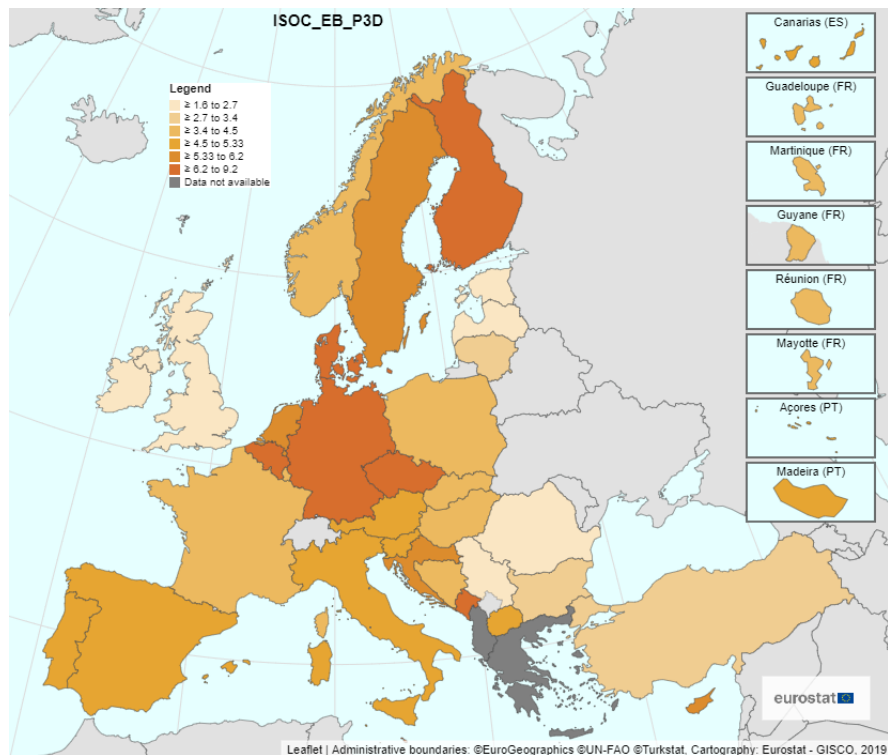 ISOC_EB_P3D
Legend
≥ 1.6 to 2.7
≥ 2.7 to 3.4
≥ 3.4 to 4.5
≥ 4.5 to 5.33
≥ 5.33 to 6.2
≥ 6.2 to 9.2
Data not available
Canarias (ES)
Guadeloupe (FR)
Martinique (FR)
Guyane (FR)
Réunion (FR)
Mayotte (FR)
Açores (PT)
Madeira (PT)
eurostat
Leaflet | Administrative boundaries: ©EuroGeographics ©UN-FAO ©Turkstat, Cartography: Eurostat - GISCO, 2019